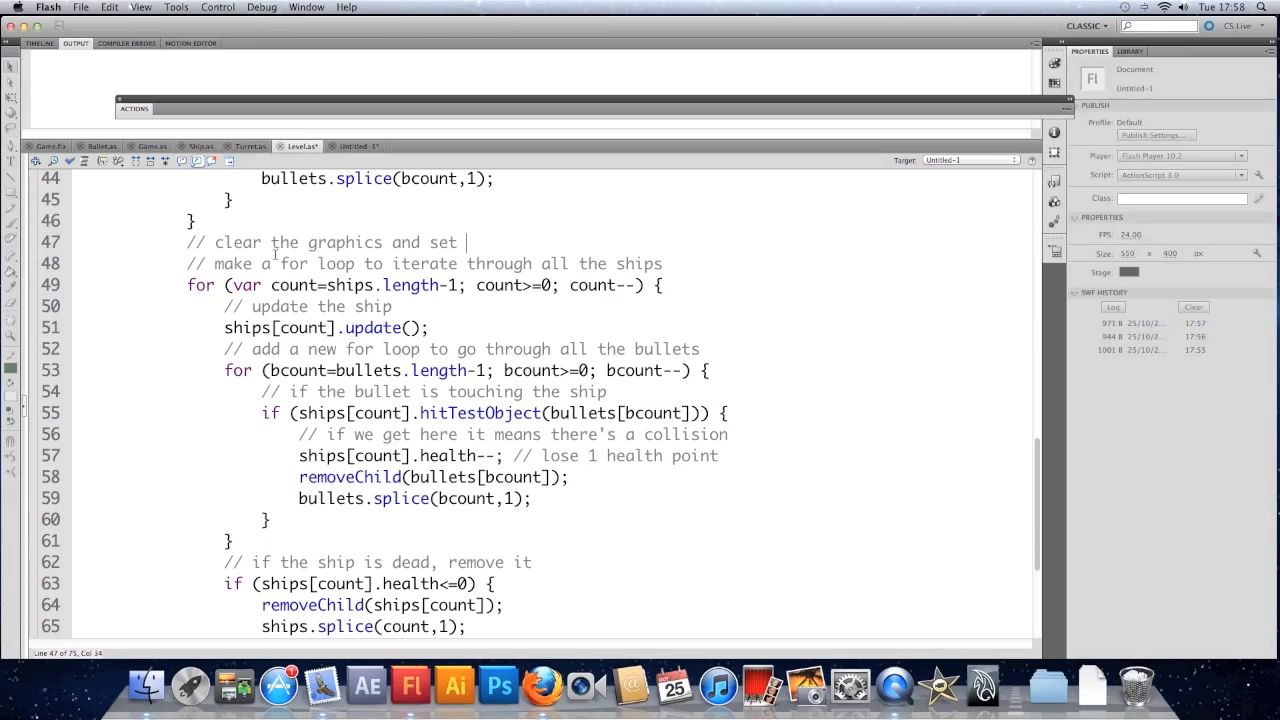 Flash File Edit View Tools Control Debug Window Help Tue 17:58
CLASSIC CS Live
TIMELINE OUTPUT COMPILER ERRORS MOTION EDITOR
PROPERTIES LIBRARY
Fl Document
Untitled-1
ACTIONS
PUBLISH
Profile: Default
Publish Settings...
Game.fla Bullet.as Game.as Ship.as Turret.as Level.as* Untitled-1*
Player: Flash Player 10.2
Target: Untitled-1
Script: ActionScript 3.0
Class:
PROPERTIES
FPS: 24.00
Size: 550 x 400 px
Stage:
SWF HISTORY
Log Clear
971 B 25/10/2... 17:57
944 B 25/10/2... 17:56
1001 B 25/10/2... 17:55
44 bullets.splice(bcount,1);
45 }
46 }
47 // clear the graphics and set
48 // make a for loop to iterate through all the ships
49 for (var count=ships.length-1; count>=0; count--) {
50 // update the ship
51 ships[count].update();
52 // add a new for loop to go through all the bullets
53 for (bcount=bullets.length-1; bcount>=0; bcount--) {
54 // if the bullet is touching the ship
55 if (ships[count].hitTestObject(bullets[bcount])) {
56 // if we get here it means there's a collision
57 ships[count].health--; // lose 1 health point
58 removeChild(bullets[bcount]);
59 bullets.splice(bcount,1);
60 }
61 }
62 // if the ship is dead, remove it
63 if (ships[count].health<=0) {
64 removeChild(ships[count]);
65 ships.splice(count,1);
Line 47 of 75, Col 34
AE Fl Ai Ps OCT 25